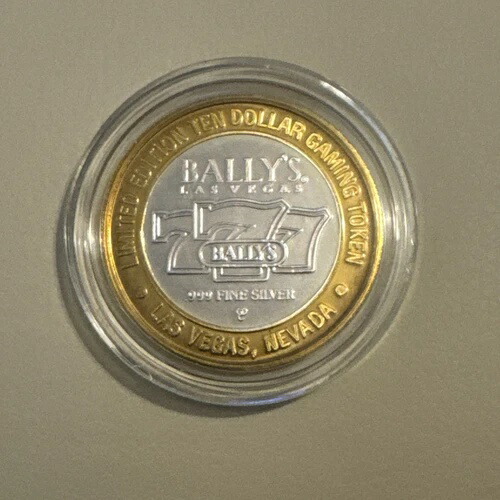 LIMITED EDITION TEN DOLLAR GAMING TOKEN
BALLY'S
LAS VEGAS
BALLY'S
.999 FINE SILVER
LAS VEGAS, NEVADA